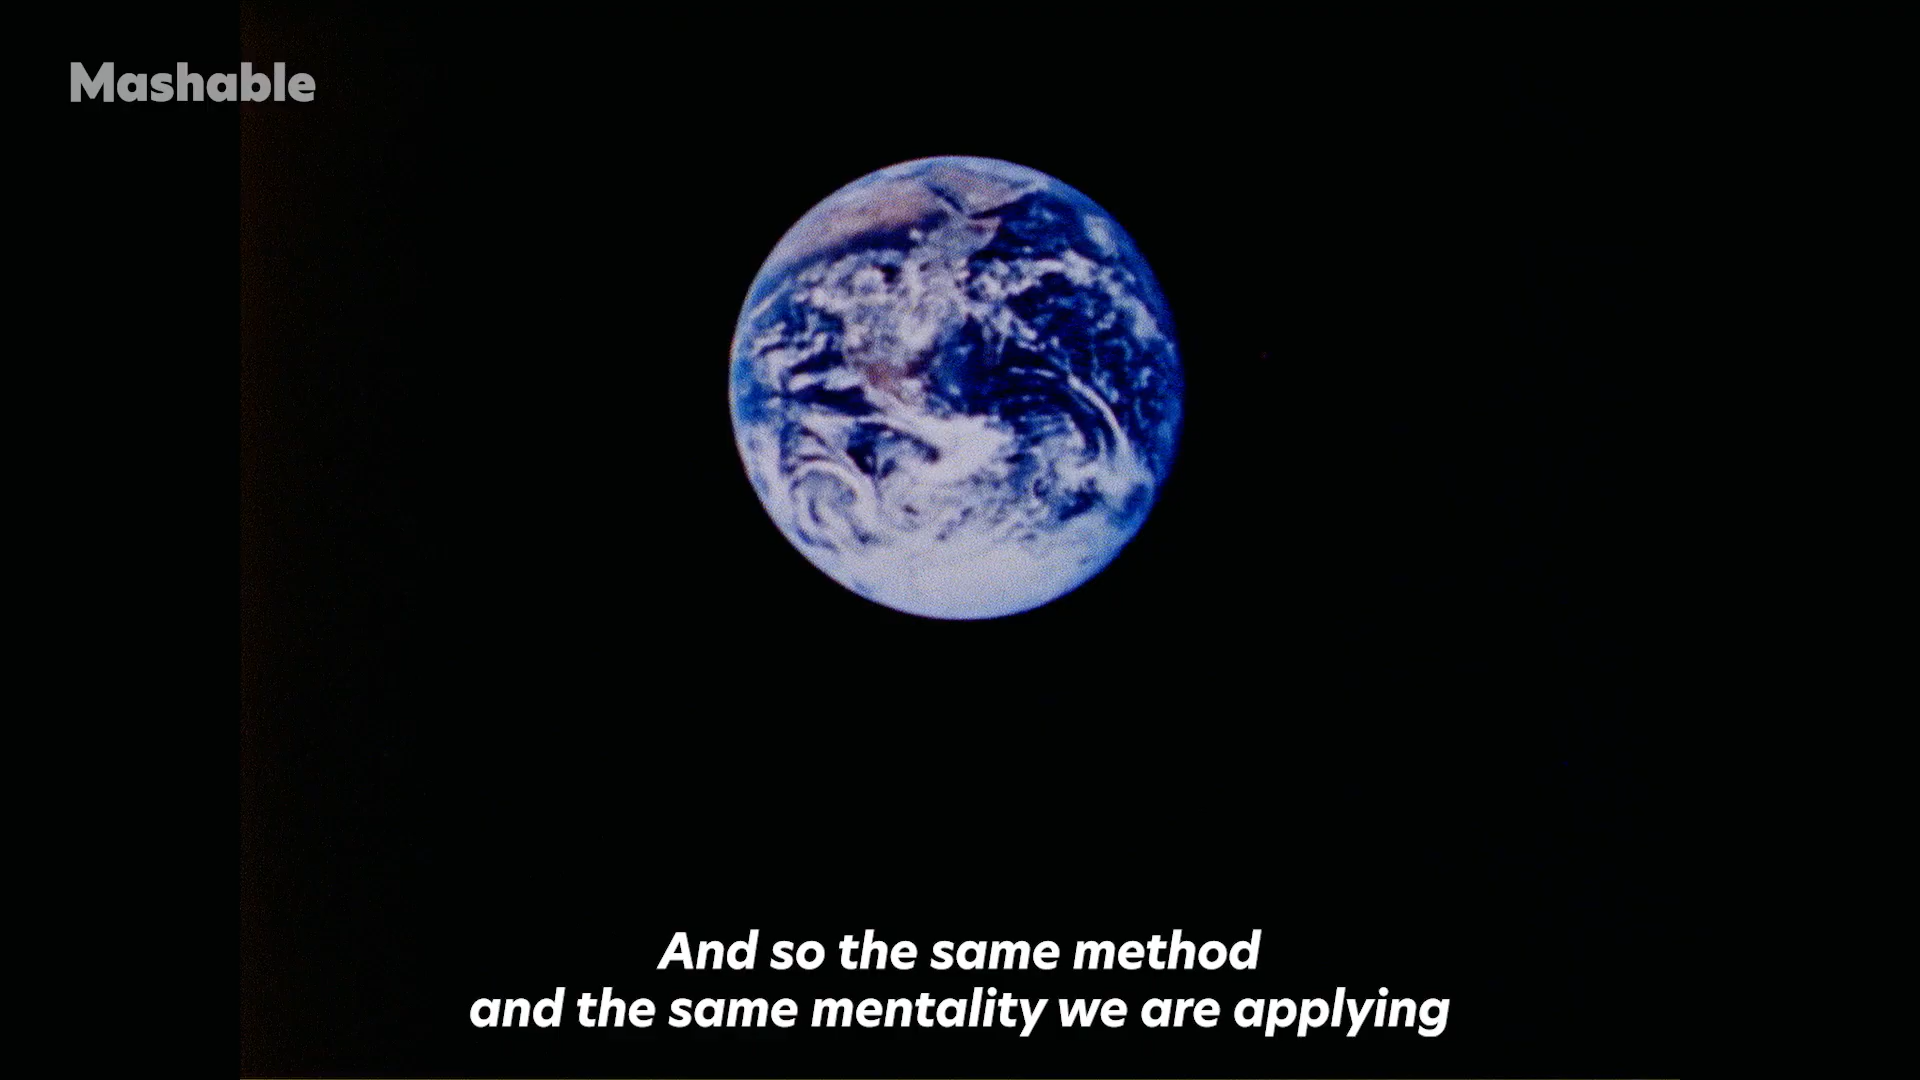 Mashable
And so the same method
and the same mentality we are applying